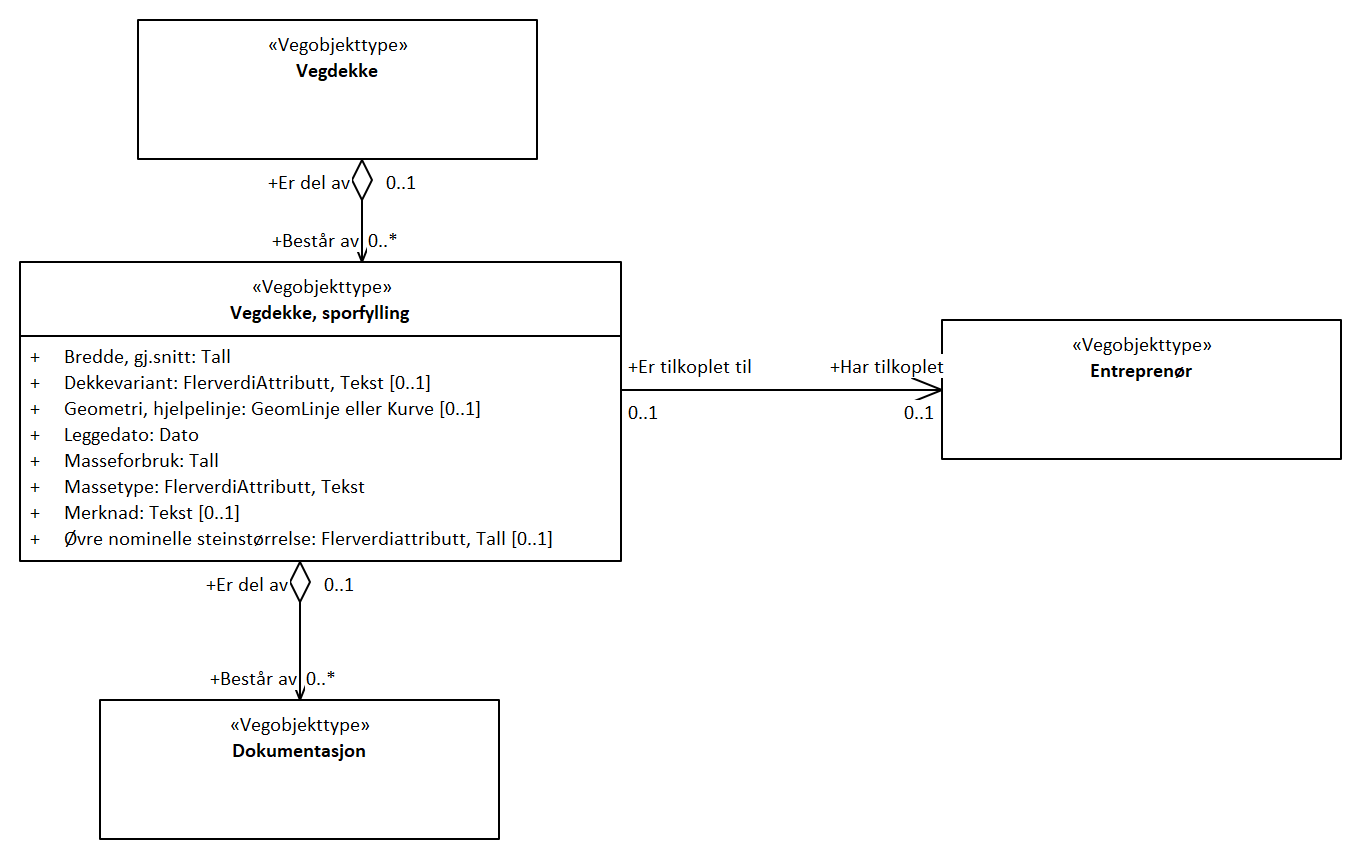 «Vegobjekttype»
Vegdekke
+Er del av 0..1
+Består av 0..*
«Vegobjekttype»
Vegdekke, sporfylling
+ Bredde, gj.snitt: Tall
+ Dekkevariant: FlerverdiAttributt, Tekst [0..1]
+ Geometri, hjelpelinje: GeomLinje eller Kurve [0..1]
+ Leggedato: Dato
+ Masseforbruk: Tall
+ Massetype: FlerverdiAttributt, Tekst
+ Merknad: Tekst [0..1]
+ Øvre nominelle steinstørrelse: Flerverdiattributt, Tall [0..1]
+Er tilkoplet til +Har tilkoplet
0..1 0..1
«Vegobjekttype»
Entreprenør
+Er del av 0..1
+Består av 0..*
«Vegobjekttype»
Dokumentasjon